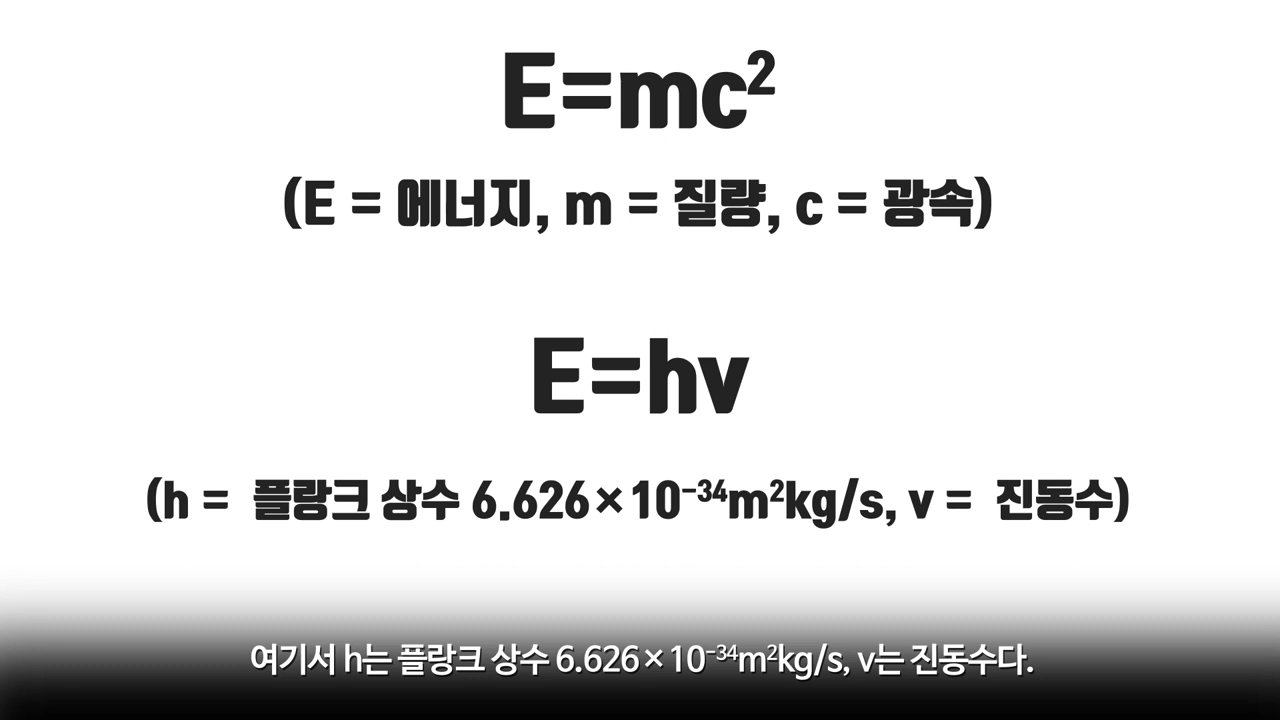 E=mc²
(E = 에너지, m = 질량, c = 광속)
E=hv
(h = 플랑크 상수 6.626×10⁻³⁴m²kg/s, v = 진동수)
여기서 h는 플랑크 상수 6.626×10⁻³⁴m²kg/s, v는 진동수다.